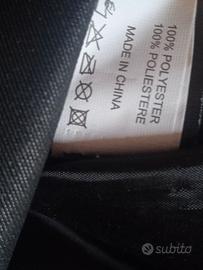 100% POLYESTER
100% POLIESTERE
MADE IN CHINA
subito